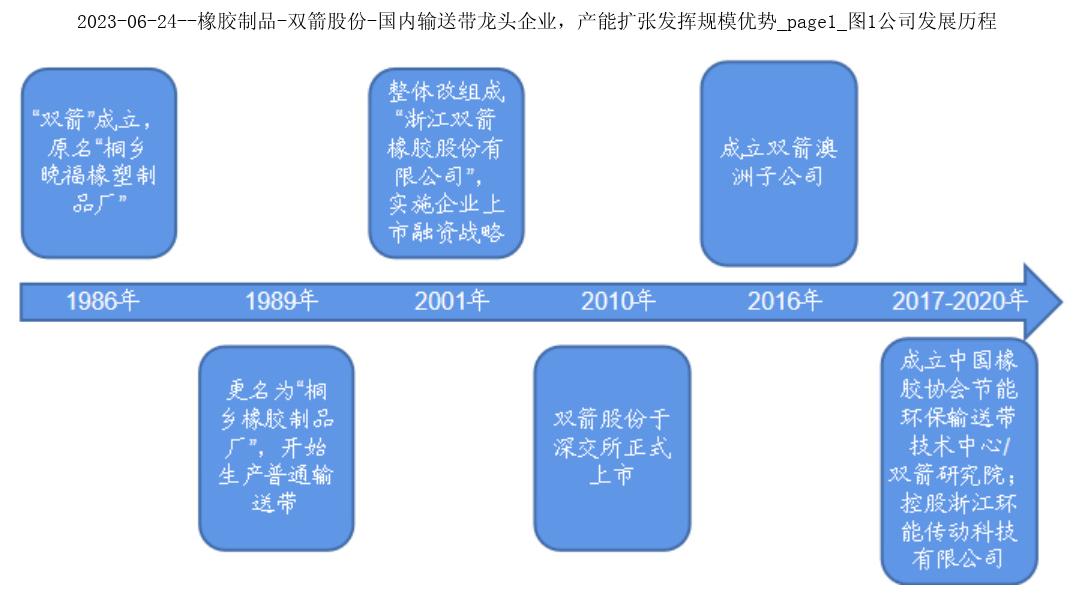 2023-06-24--橡胶制品-双箭股份-国内输送带龙头企业，产能扩张发挥规模优势_page1_图1公司发展历程
“双箭”成立，
原名“桐乡
晚福橡塑制
品厂”
整体改组成
“浙江双箭
橡胶股份有
限公司”，
实施企业上
市融资战略
成立双箭澳
洲子公司
1986年
1989年
2001年
2010年
2016年
2017-2020年
更名为“桐
乡橡胶制品
厂”，开始
生产普通输
送带
双箭股份于
深交所正式
上市
成立中国橡
胶协会节能
环保输送带
技术中心/
双箭研究院；
控股浙江环
能传动科技
有限公司